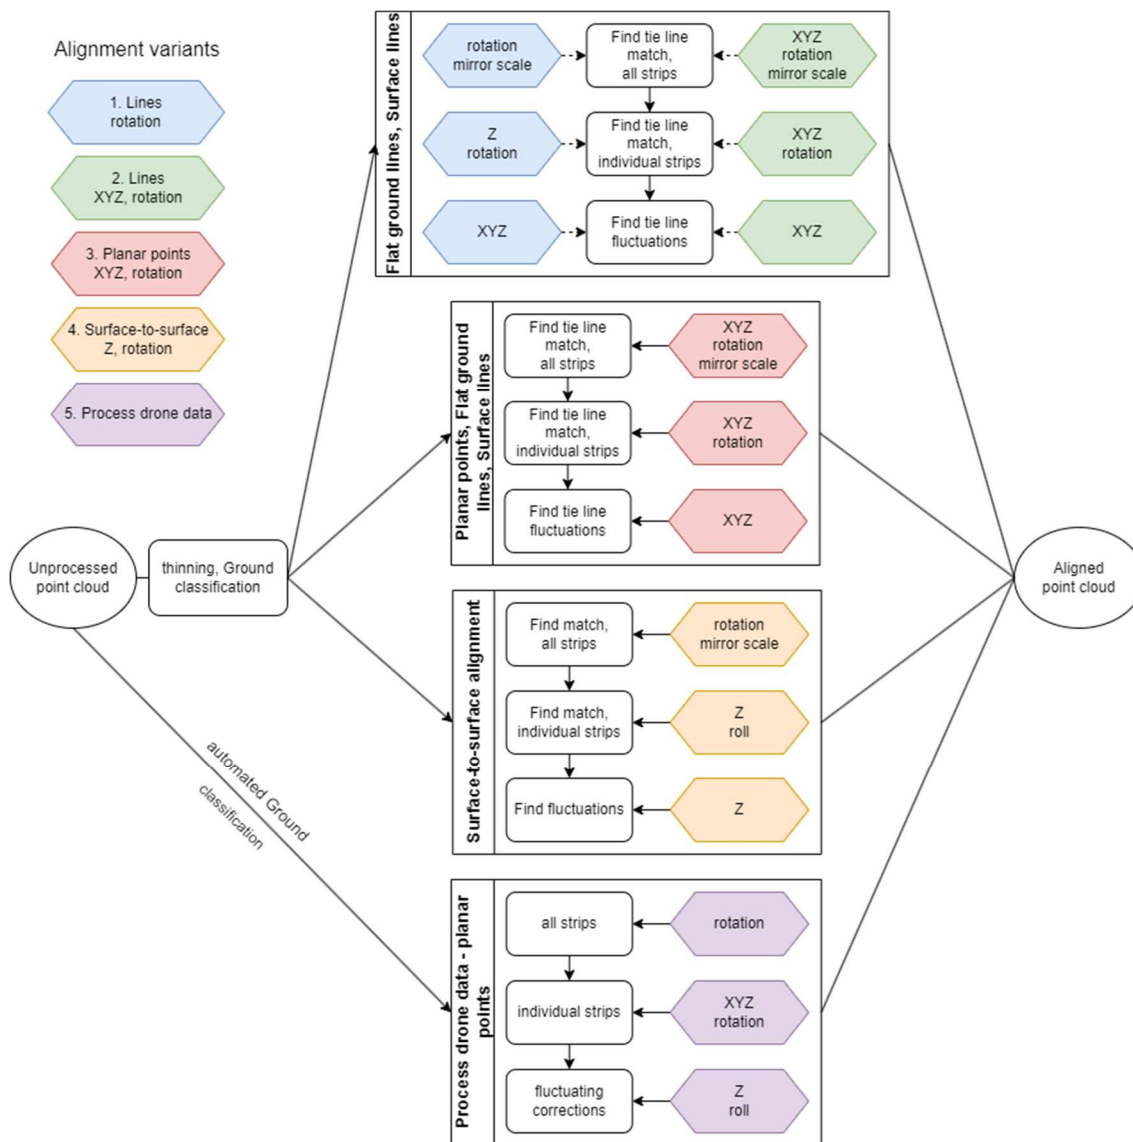 Alignment variants
1. Lines
rotation
2. Lines
XYZ, rotation
3. Planar points
XYZ, rotation
4. Surface-to-surface
Z, rotation
5. Process drone data
Unprocessed
point cloud
thinning, Ground
classification
automated Ground
classification
Flat ground lines, Surface lines
rotation
mirror scale
Find tie line
match,
all strips
XYZ
rotation
mirror scale
Z
rotation
Find tie line
match,
individual strips
XYZ
rotation
XYZ
Find tie line
fluctuations
XYZ
Planar points, Flat ground
lines, Surface lines
Find tie line
match,
all strips
XYZ
rotation
mirror scale
Find tie line
match,
individual strips
XYZ
rotation
Find tie line
fluctuations
XYZ
Surface-to-surface alignment
Find match,
all strips
rotation
mirror scale
Find match,
individual strips
Z
roll
Find fluctuations
Z
Process drone data - planar
points
all strips
rotation
individual strips
XYZ
rotation
fluctuating
corrections
Z
roll
Aligned
point cloud